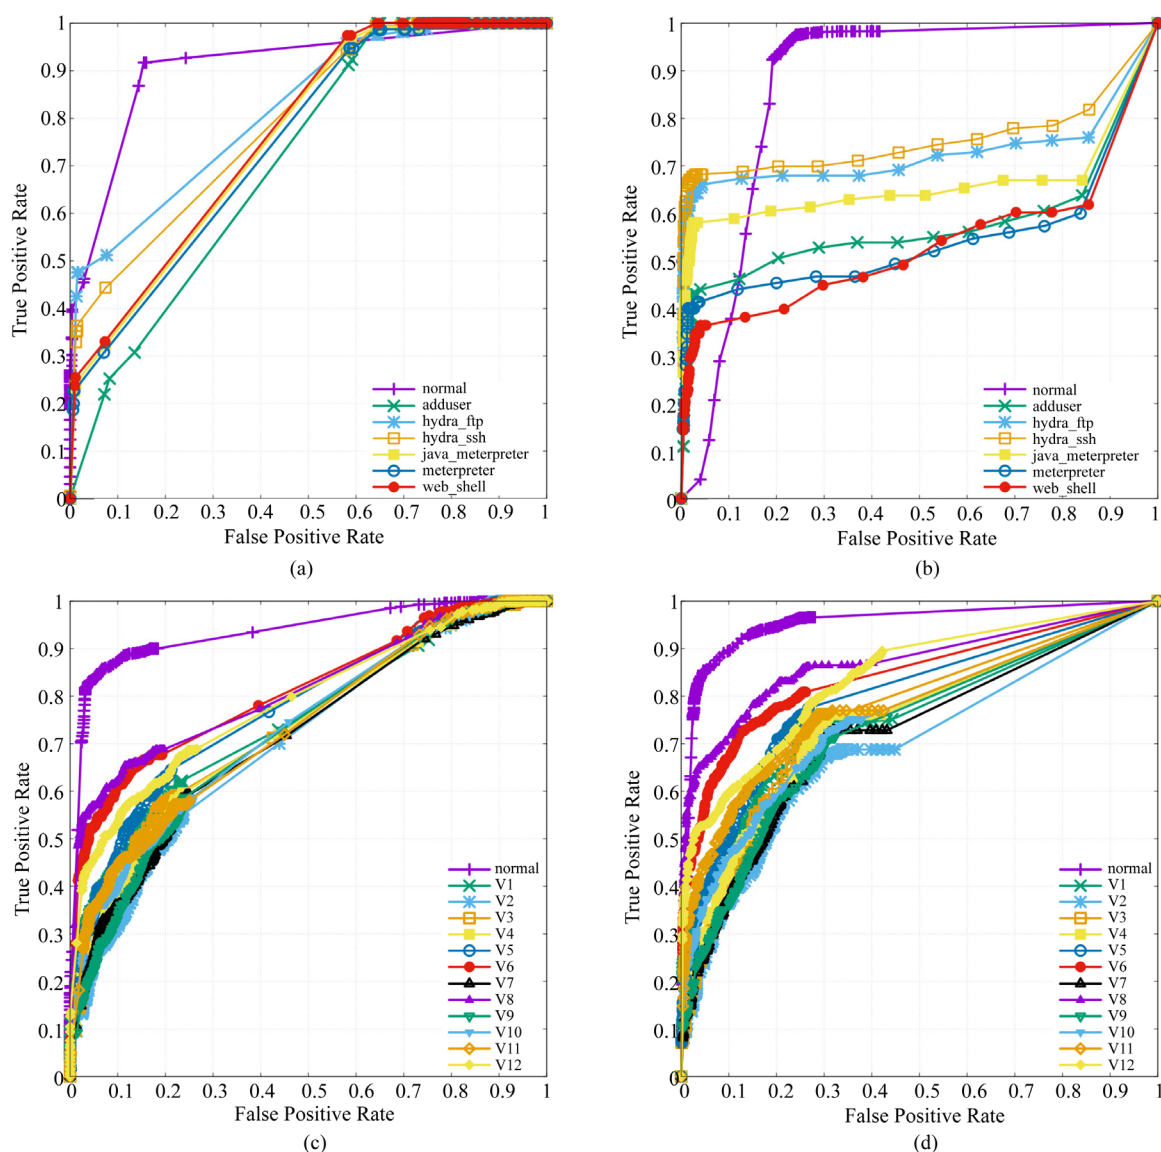 1
0.9
0.8
0.7
0.6
0.5
0.4
0.3
0.2
0.1
0
True Positive Rate
normal
adduser
hydra_ftp
hydra_ssh
java_meterpreter
meterpreter
web_shell
0 0.1 0.2 0.3 0.4 0.5 0.6 0.7 0.8 0.9 1
False Positive Rate
(a)
1
0.9
0.8
0.7
0.6
0.5
0.4
0.3
0.2
0.1
0
True Positive Rate
normal
adduser
hydra_ftp
hydra_ssh
java_meterpreter
meterpreter
web_shell
0 0.1 0.2 0.3 0.4 0.5 0.6 0.7 0.8 0.9 1
False Positive Rate
(b)
1
0.9
0.8
0.7
0.6
0.5
0.4
0.3
0.2
0.1
0
True Positive Rate
normal
V1
V2
V3
V4
V5
V6
V7
V8
V9
V10
V11
V12
0 0.1 0.2 0.3 0.4 0.5 0.6 0.7 0.8 0.9 1
False Positive Rate
(c)
1
0.9
0.8
0.7
0.6
0.5
0.4
0.3
0.2
0.1
0
True Positive Rate
normal
V1
V2
V3
V4
V5
V6
V7
V8
V9
V10
V11
V12
0 0.1 0.2 0.3 0.4 0.5 0.6 0.7 0.8 0.9 1
False Positive Rate
(d)